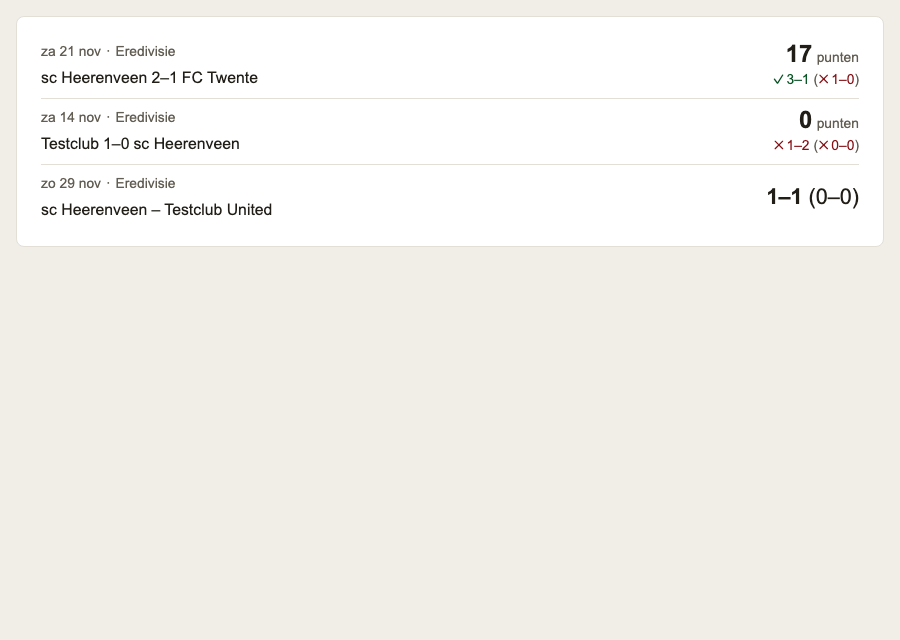 za 21 nov · Eredivisie
sc Heerenveen 2–1 FC Twente
17 punten
✓ 3–1 (✕ 1–0)
za 14 nov · Eredivisie
Testclub 1–0 sc Heerenveen
0 punten
✕ 1–2 (✕ 0–0)
zo 29 nov · Eredivisie
sc Heerenveen – Testclub United
1–1 (0–0)